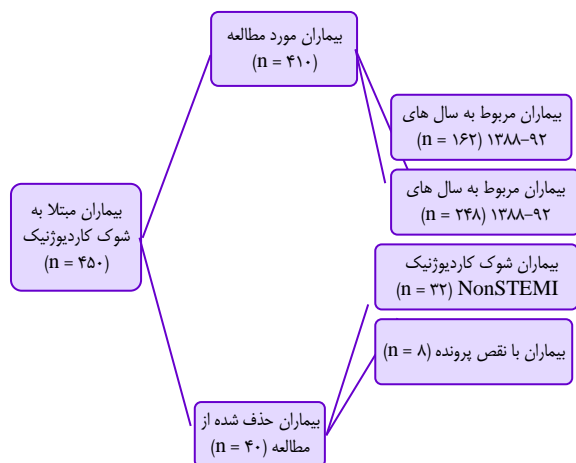 بیماران مورد مطالعه
(n = ۴۱۰)
بیماران مربوط به سال های
۱۳۸۸-۹۲ (n = ۱۶۲)
بیماران مربوط به سال های
۱۳۸۸-۹۲ (n = ۲۴۸)
بیماران مبتلا به
شوک کاردیوژنیک
(n = ۴۵۰)
بیماران شوک کاردیوژنیک
NonSTEMI (n = ۳۲)
بیماران با نقص پرونده (n = ۸)
بیماران حذف شده از
مطالعه (n = ۴۰)